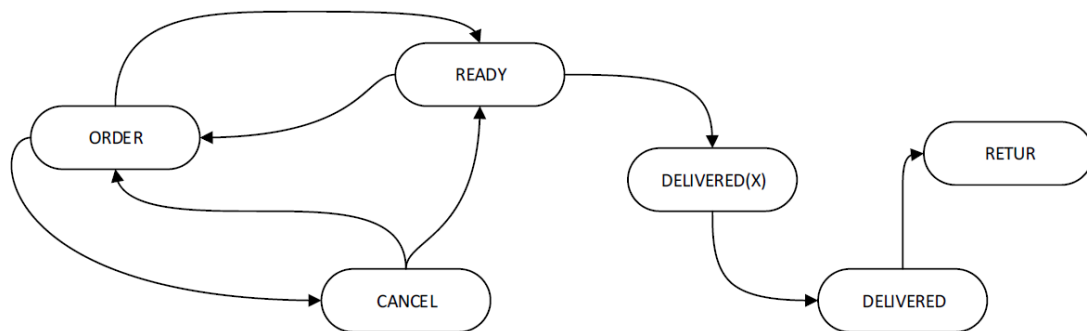 READY
ORDER
RETUR
DELIVERED(X)
CANCEL
DELIVERED